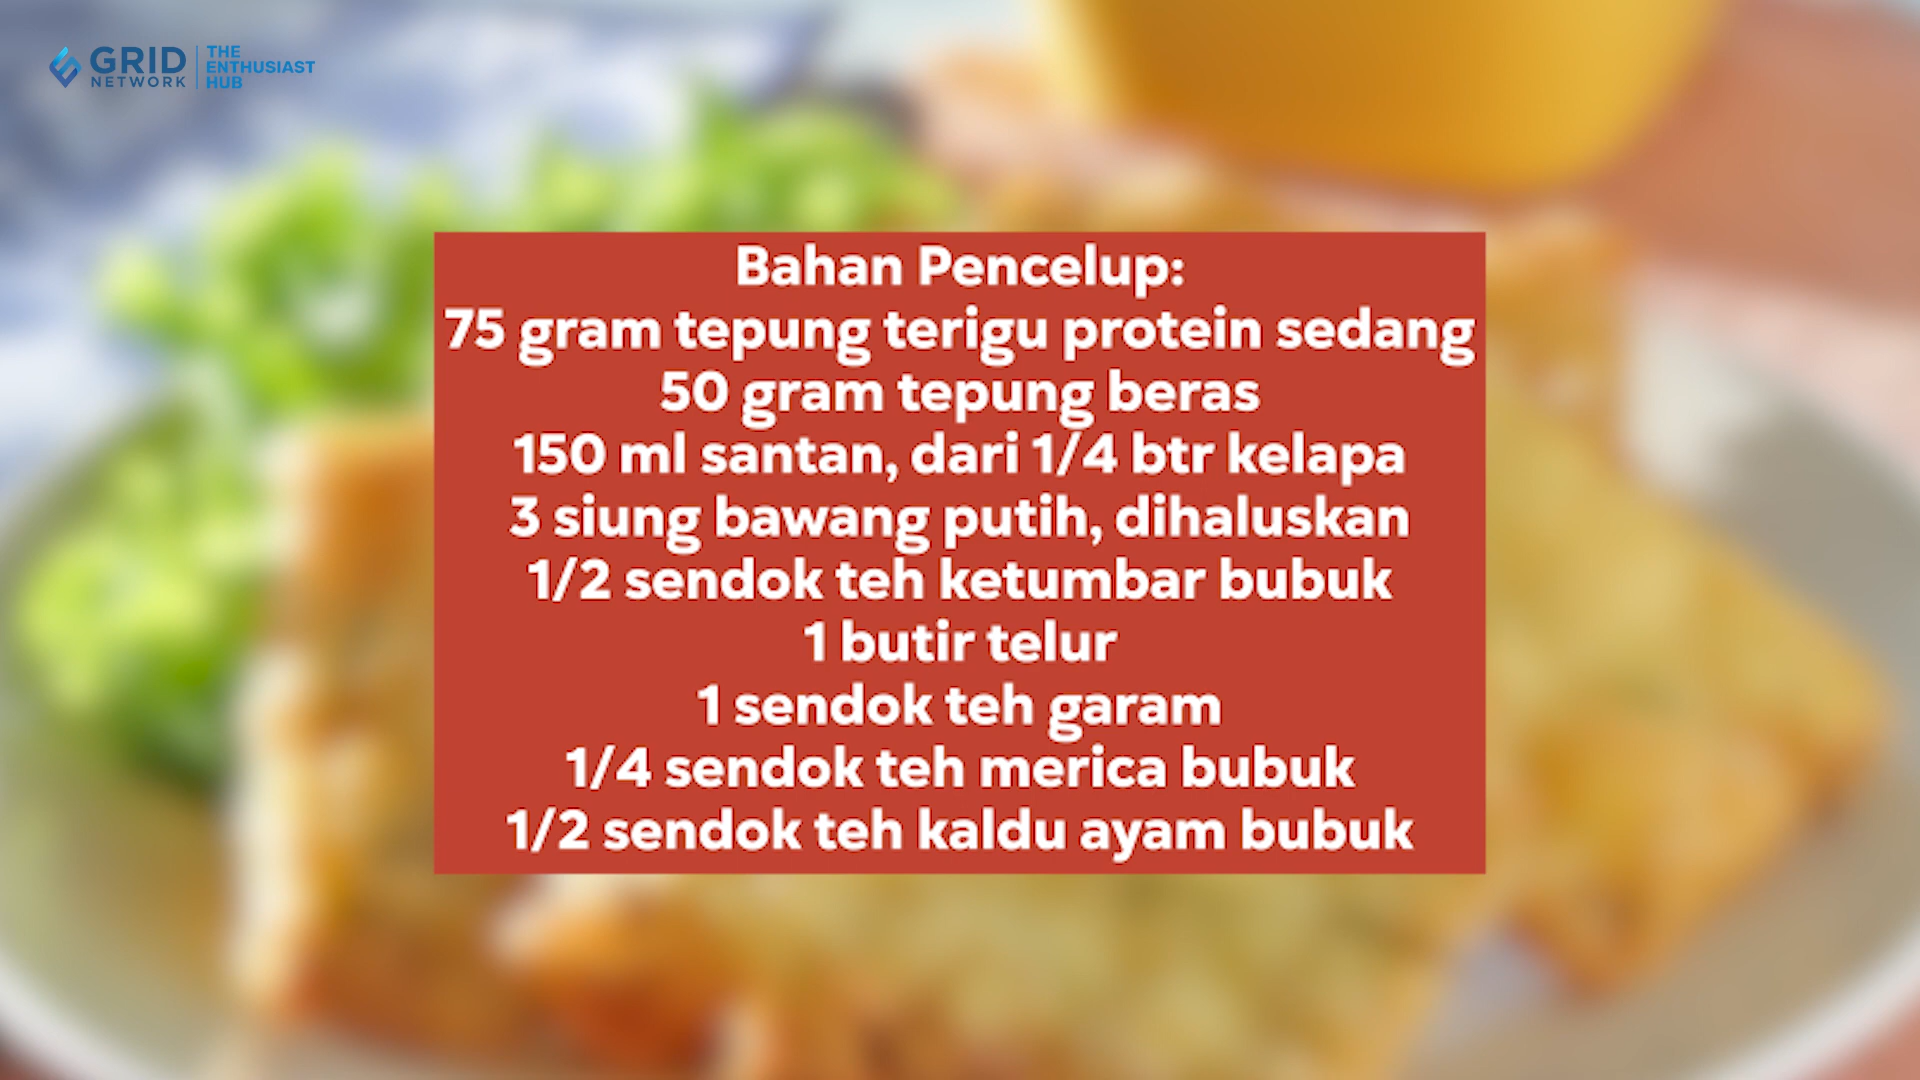 GRID
NETWORK
THE
ENTHUSIAST
HUB
Bahan Pencelup:
75 gram tepung terigu protein sedang
50 gram tepung beras
150 ml santan, dari 1/4 btr kelapa
3 siung bawang putih, dihaluskan
1/2 sendok teh ketumbar bubuk
1 butir telur
1 sendok teh garam
1/4 sendok teh merica bubuk
1/2 sendok teh kaldu ayam bubuk